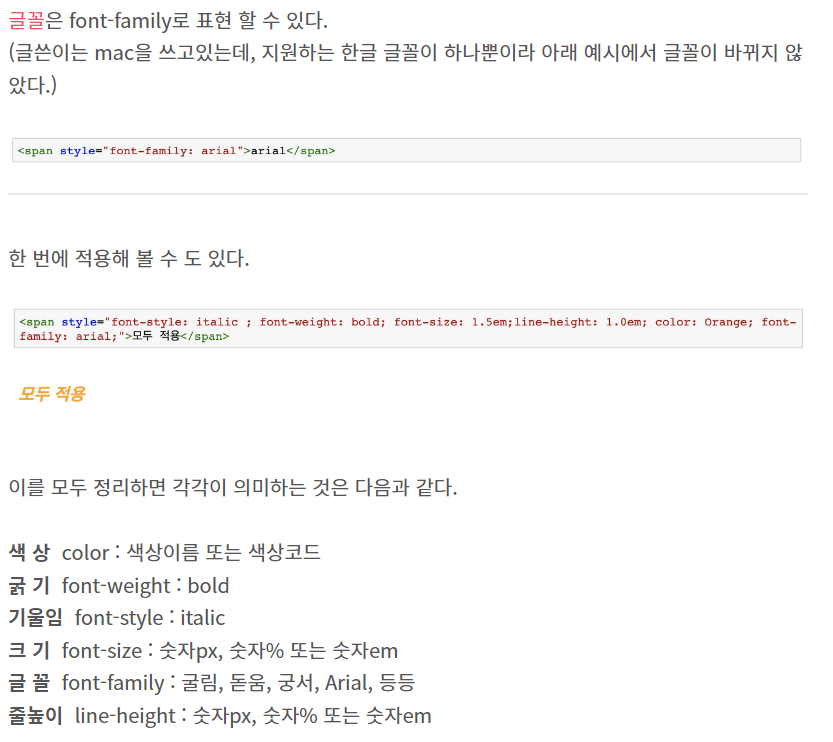 글꼴은 font-family로 표현 할 수 있다.
(글쓴이는 mac을 쓰고있는데, 지원하는 한글 글꼴이 하나뿐이라 아래 예시에서 글꼴이 바뀌지 않
았다.)
<span style="font-family: arial">arial</span>
한 번에 적용해 볼 수 도 있다.
<span style="font-style: italic ; font-weight: bold; font-size: 1.5em;line-height: 1.0em; color: Orange; font-
family: arial;">모두 적용</span>
모두 적용
이를 모두 정리하면 각각이 의미하는 것은 다음과 같다.
색 상 color : 색상이름 또는 색상코드
굵 기 font-weight : bold
기울임 font-style : italic
크 기 font-size : 숫자px, 숫자% 또는 숫자em
글 꼴 font-family : 굴림, 돋움, 궁서, Arial, 등등
줄높이 line-height : 숫자px, 숫자% 또는 숫자em